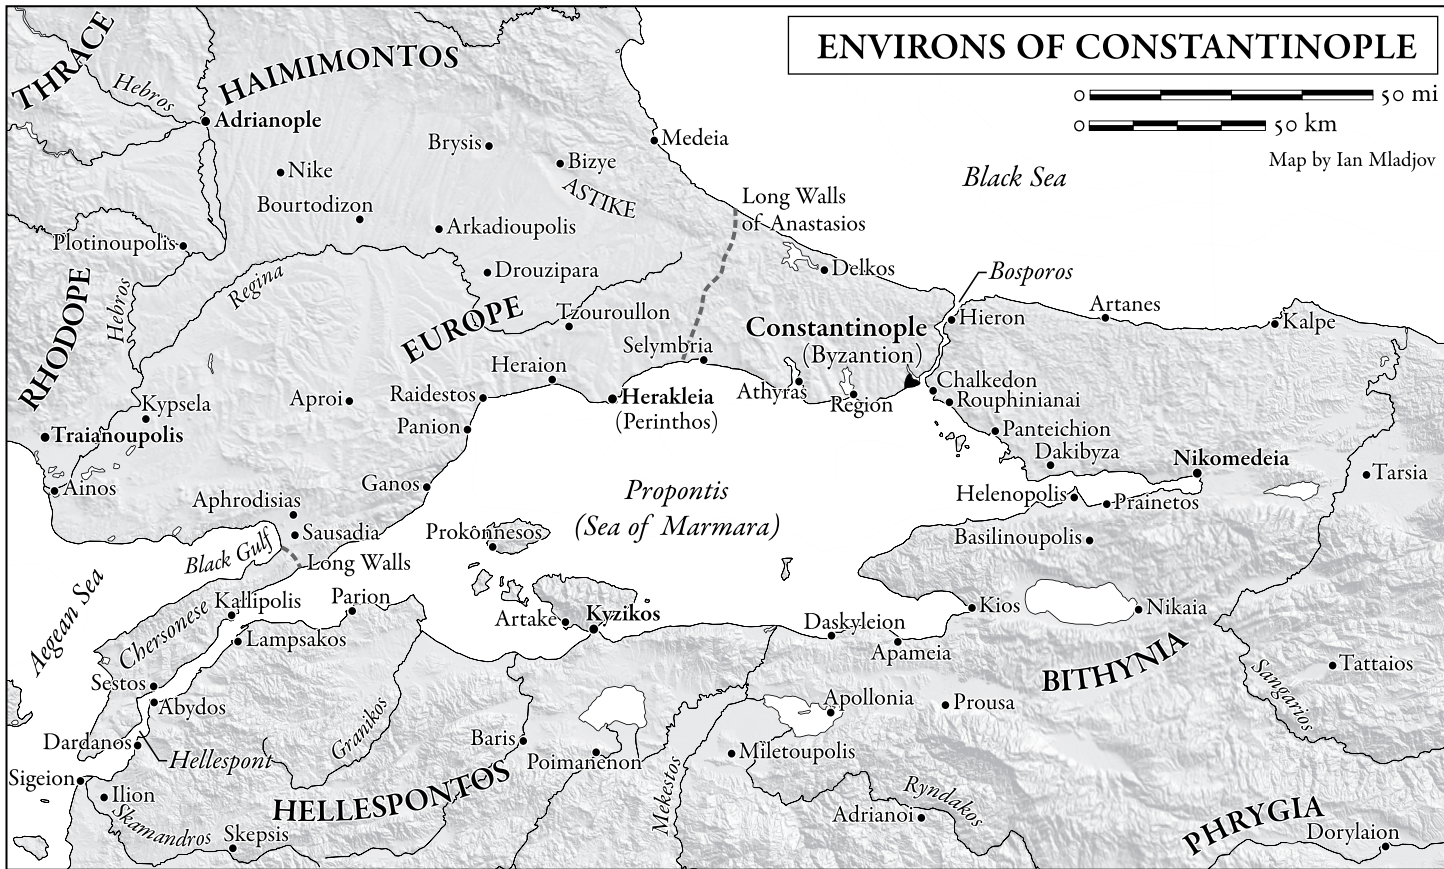 ENVIRONS OF CONSTANTINOPLE
0 50 mi
0 50 km
Map by Ian Mladjov
THRACE
HAIMIMONTOS
Hebros
Adrianople
Brysis
Medeia
Nike
Bizye
Black Sea
ASTIKE
Long Walls
of Anastasios
Bourtodizon
Arkadioupolis
Plotinoupolis
Delkos
Bosporos
Drouzipara
Regina
RHODOPE
Hebros
EUROPE
Tzouroullon
Artanes
Hieron
Kalpe
Constantinople
(Byzantion)
Selymbria
Heraion
Chalkedon
Athyras
Region
Rouphinianai
Raidestos
Herakleia
(Perinthos)
Aproi
Kypsela
Panion
Panteichion
Traianoupolis
Dakibyza
Nikomedeia
Tarsia
Ainos
Ganos
Propontis
(Sea of Marmara)
Helenopolis
Prainetos
Aphrodisias
Sausadia
Prokonnesos
Basilinoupolis
Black Gulf
Long Walls
Aegean Sea
Kallipolis
Parion
Chersonese
Artake
Kyzikos
Kios
Nikaia
Daskyleion
Lampsakos
Apameia
BITHYNIA
Tattaios
Sestos
Abydos
Sangarios
Apollonia
Prousa
Granikos
Dardanos
Hellespont
Baris
Poimanenon
Miletoupolis
Sigeion
Ilion
HELLESPONTOS
Mekestos
Ryndakos
Adrianoi
Skamandros
Skepsis
PHRYGIA
Dorylaion